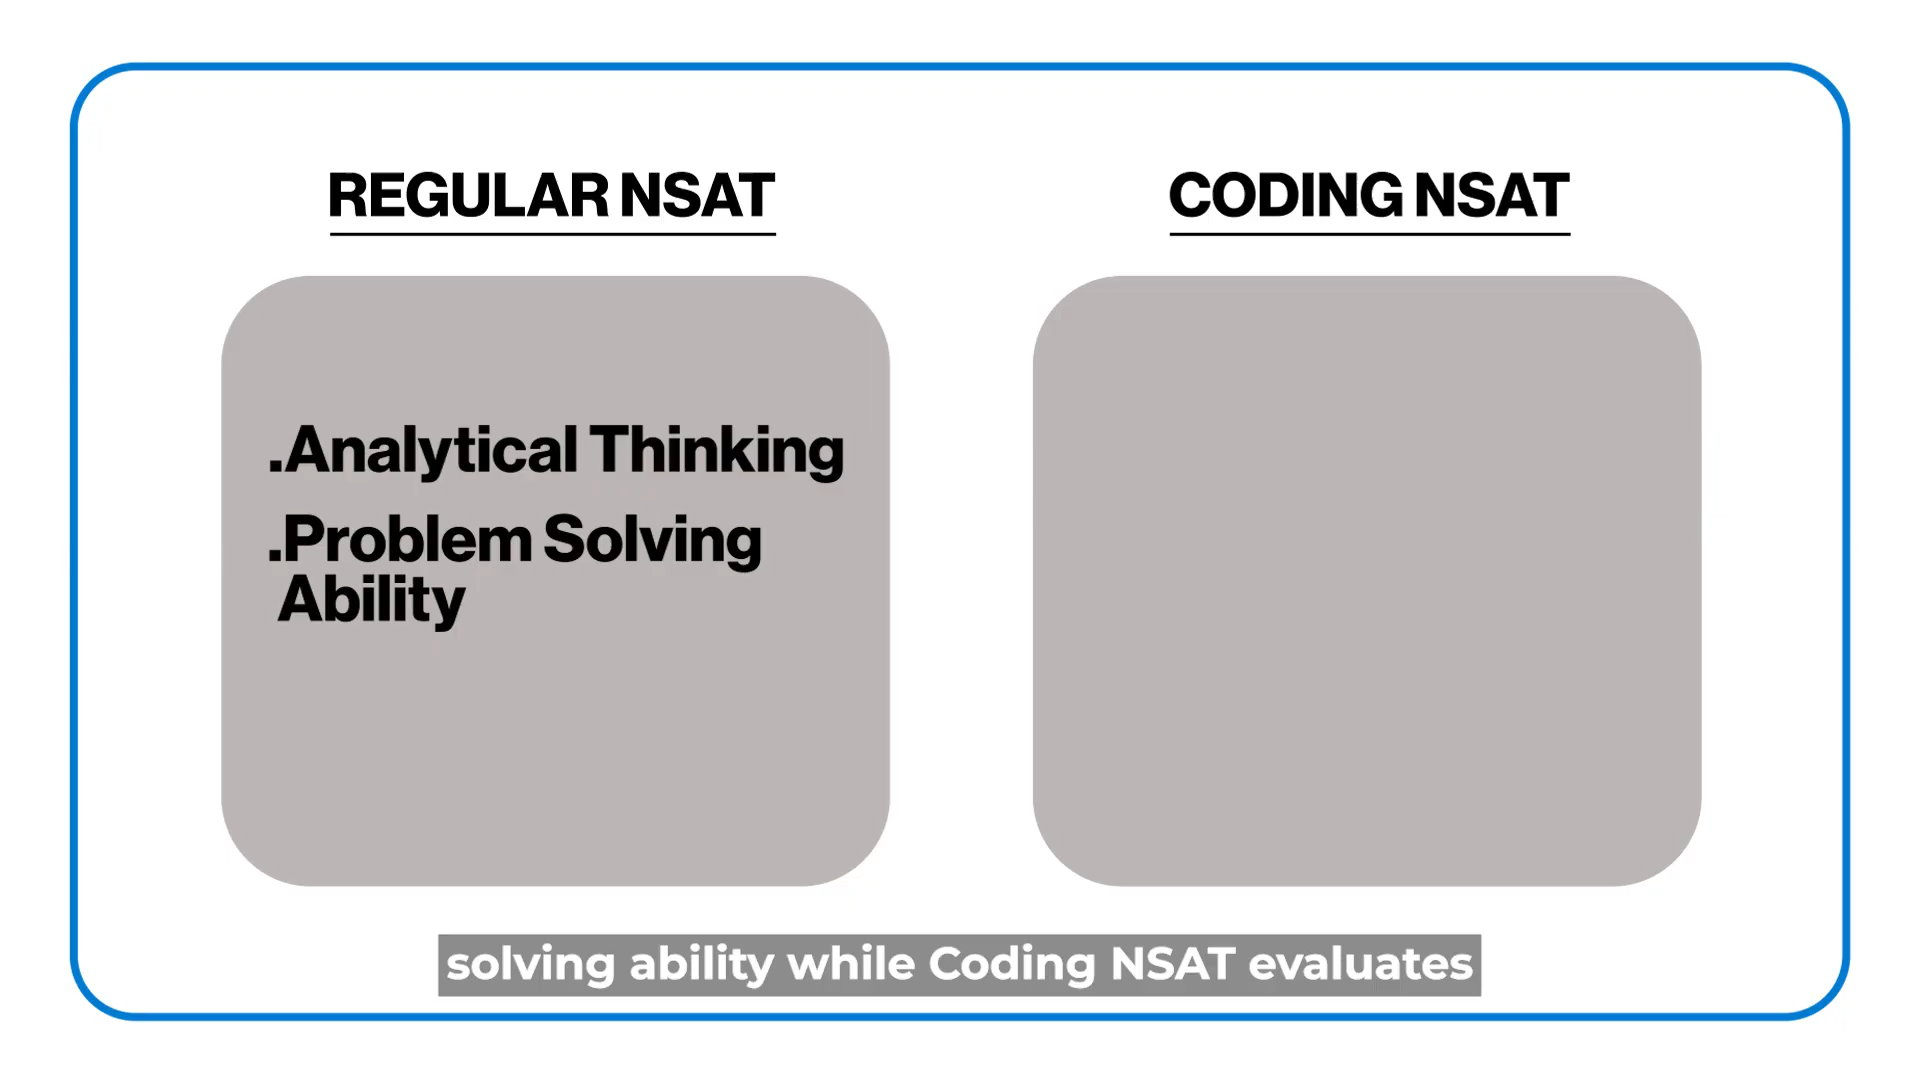 REGULAR NSAT
CODING NSAT
.Analytical Thinking
.Problem Solving
Ability
solving ability while Coding NSAT evaluates